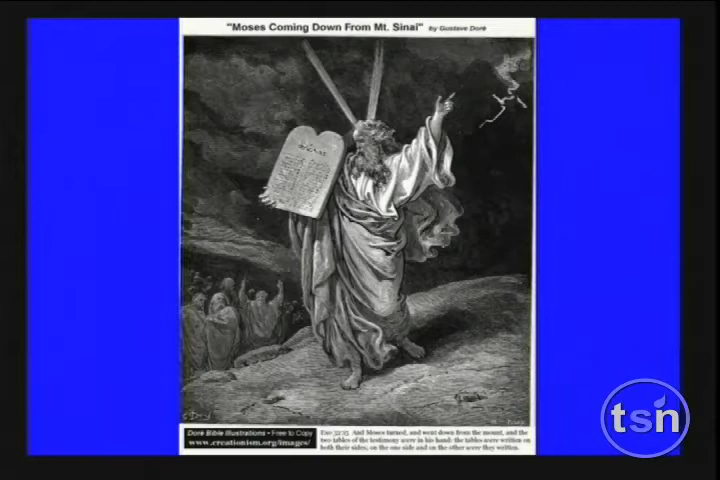 "Moses Coming Down From Mt. Sinai" by Gustave Doré
Doré Bible Illustrations • Free to Copy
www.creationism.org/images/
Exo 32:15 And Moses turned, and went down from the mount, and the
two tables of the testimony were in his hand: the tables were written on
both their sides, on the one side and on the other were they written.
G Doré
tsn